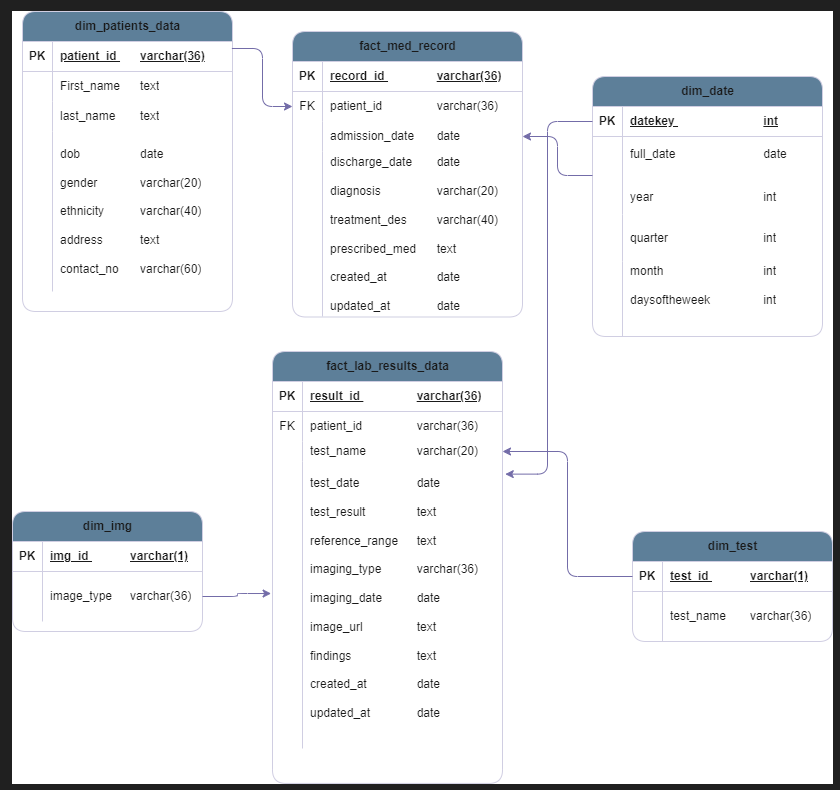 dim_patients_data
PK patient_id varchar(36)
First_name text
last_name text
dob date
gender varchar(20)
ethnicity varchar(40)
address text
contact_no varchar(60)
fact_med_record
PK record_id varchar(36)
FK patient_id varchar(36)
admission_date date
discharge_date date
diagnosis varchar(20)
treatment_des varchar(40)
prescribed_med text
created_at date
updated_at date
dim_date
PK datekey int
full_date date
year int
quarter int
month int
daysoftheweek int
fact_lab_results_data
PK result_id varchar(36)
FK patient_id varchar(36)
test_name varchar(20)
test_date date
test_result text
reference_range text
imaging_type varchar(36)
imaging_date date
image_url text
findings text
created_at date
updated_at date
dim_img
PK img_id varchar(1)
image_type varchar(36)
dim_test
PK test_id varchar(1)
test_name varchar(36)